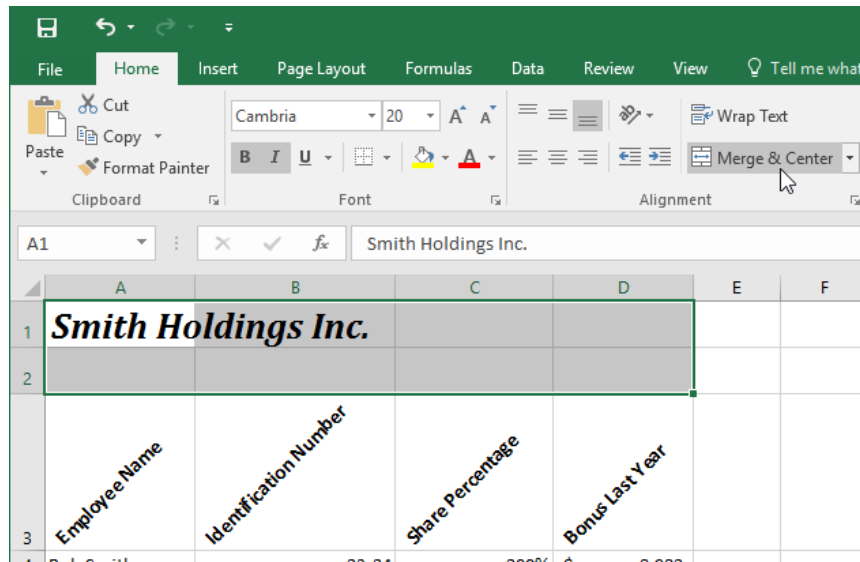 File Home Insert Page Layout Formulas Data Review View Tell me what
Cut
Copy
Format Painter
Paste
Cambria 20 A A
B I U A
Wrap Text
Merge & Center
Clipboard Font Alignment
A1 fx Smith Holdings Inc.
A B C D E F
1 Smith Holdings Inc.
2
3 Employee Name Identification Number Share Percentage Bonus Last Year